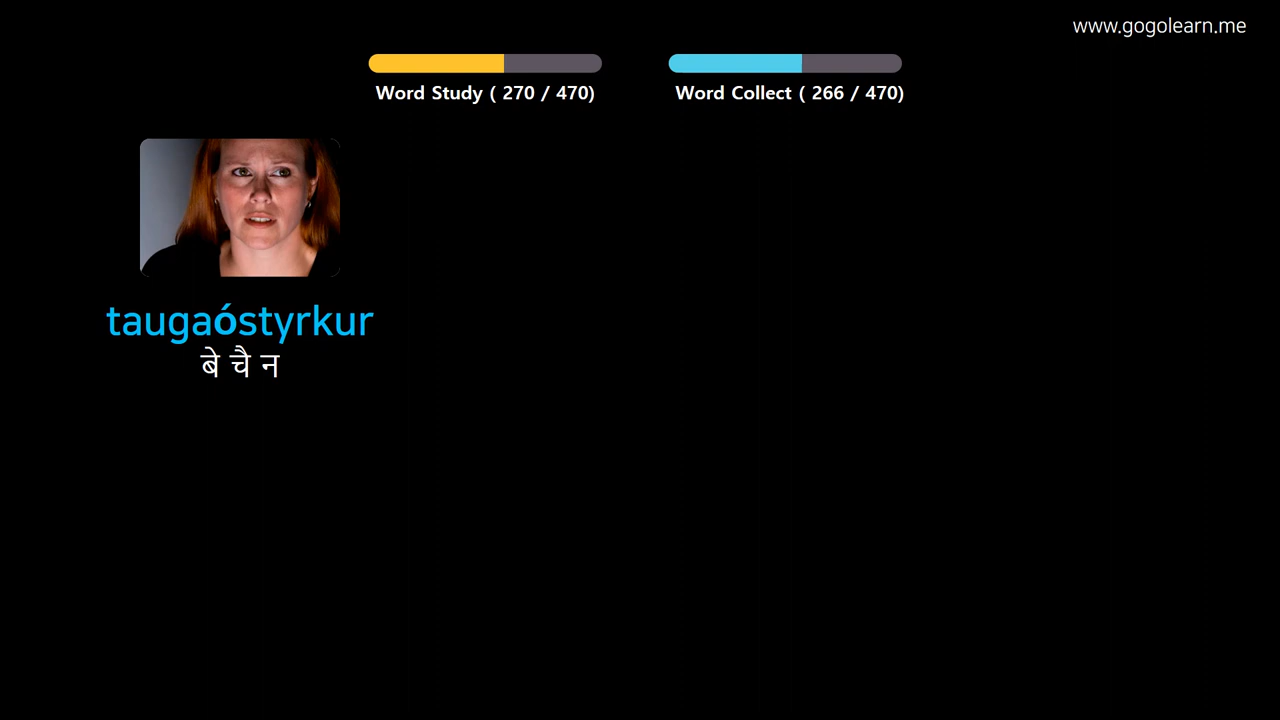 www.gogolearn.me
Word Study ( 270 / 470)
Word Collect ( 266 / 470)
taugaóstyrkur
बे चै न